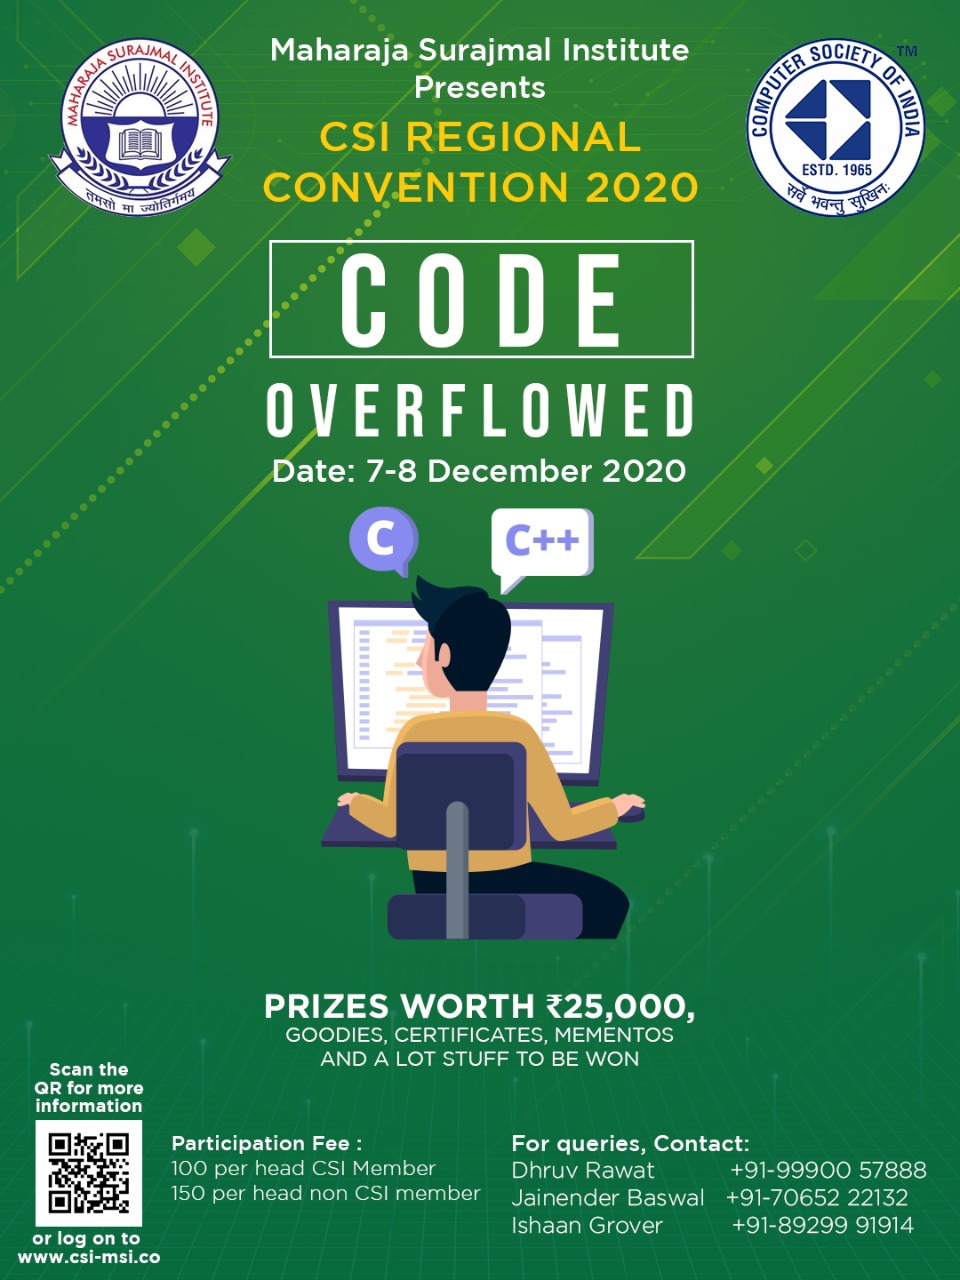 MAHARAJA SURAJMAL INSTITUTE
तमसो मा ज्योतिर्गमय
Maharaja Surajmal Institute
Presents
CSI REGIONAL
CONVENTION 2020
COMPUTER SOCIETY OF INDIA
TM
ESTD. 1965
सर्वे भवन्तु सुखिनः
CODE
OVERFLOWED
Date: 7-8 December 2020
C
C++
PRIZES WORTH ₹25,000,
GOODIES, CERTIFICATES, MEMENTOS
AND A LOT STUFF TO BE WON
Scan the
QR for more
information
or log on to
www.csi-msi.co
Participation Fee :
100 per head CSI Member
150 per head non CSI member
For queries, Contact:
Dhruv Rawat +91-99900 57888
Jainender Baswal +91-70652 22132
Ishaan Grover +91-89299 91914